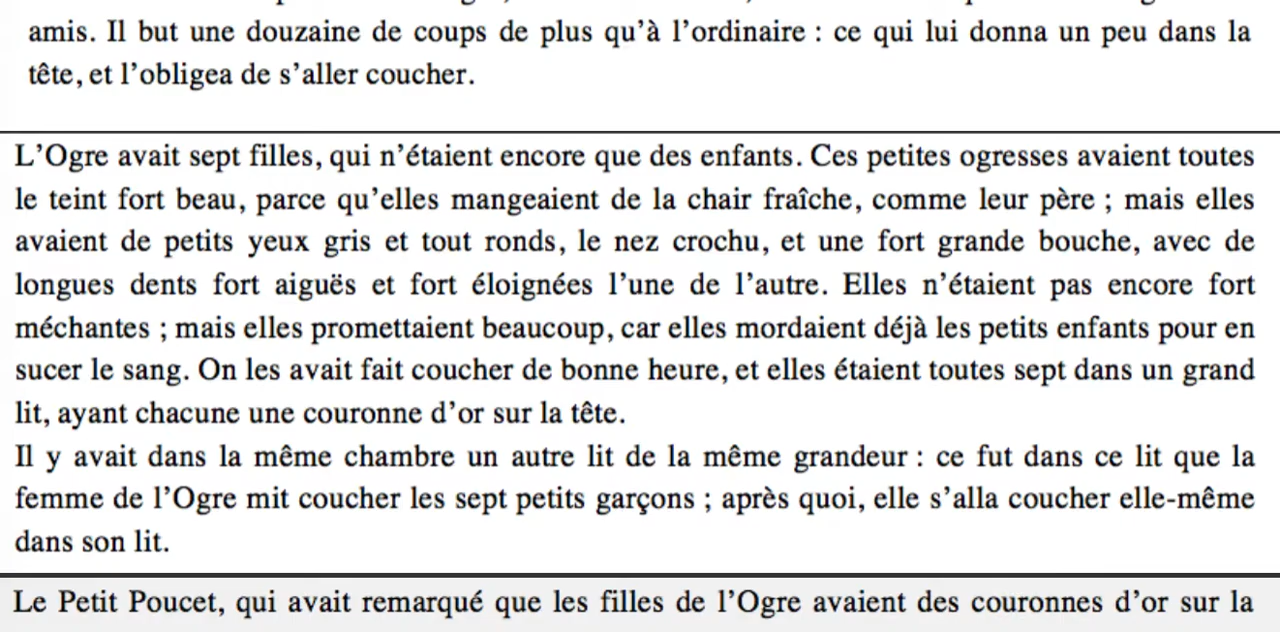 amis. Il but une douzaine de coups de plus qu’à l’ordinaire : ce qui lui donna un peu dans la
tête, et l’obligea de s’aller coucher.
L’Ogre avait sept filles, qui n’étaient encore que des enfants. Ces petites ogresses avaient toutes
le teint fort beau, parce qu’elles mangeaient de la chair fraîche, comme leur père ; mais elles
avaient de petits yeux gris et tout ronds, le nez crochu, et une fort grande bouche, avec de
longues dents fort aiguës et fort éloignées l’une de l’autre. Elles n’étaient pas encore fort
méchantes ; mais elles promettaient beaucoup, car elles mordaient déjà les petits enfants pour en
sucer le sang. On les avait fait coucher de bonne heure, et elles étaient toutes sept dans un grand
lit, ayant chacune une couronne d’or sur la tête.
Il y avait dans la même chambre un autre lit de la même grandeur : ce fut dans ce lit que la
femme de l’Ogre mit coucher les sept petits garçons ; après quoi, elle s’alla coucher elle-même
dans son lit.
Le Petit Poucet, qui avait remarqué que les filles de l’Ogre avaient des couronnes d’or sur la